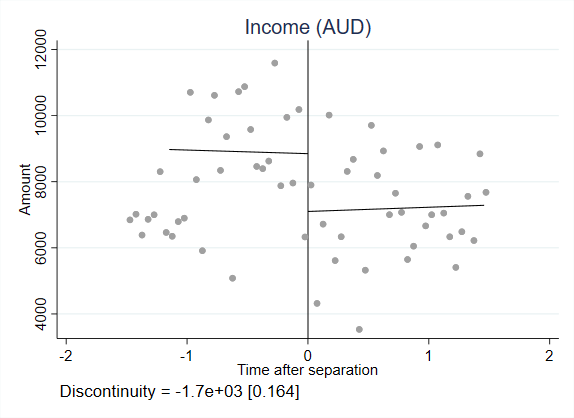 Income (AUD)
Amount
12000
10000
8000
6000
4000
-2 -1 0 1 2
Time after separation
Discontinuity = -1.7e+03 [0.164]